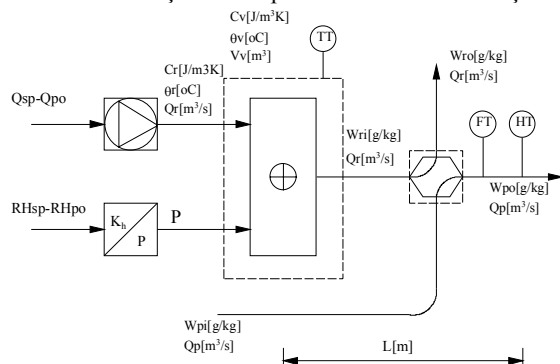 Cv[J/m³K]
θv[oC]
Vv[m³]
TT
Cr[J/m3K]
θr[oC]
Qr[m³/s]
Wro[g/kg]
Qr[m³/s]
Qsp-Qpo
FT
HT
Wri[g/kg]
Qr[m³/s]
Wpo[g/kg]
Qp[m³/s]
RHsp-RHpo
Kh
P
P
Wpi[g/kg]
Qp[m³/s]
L[m]